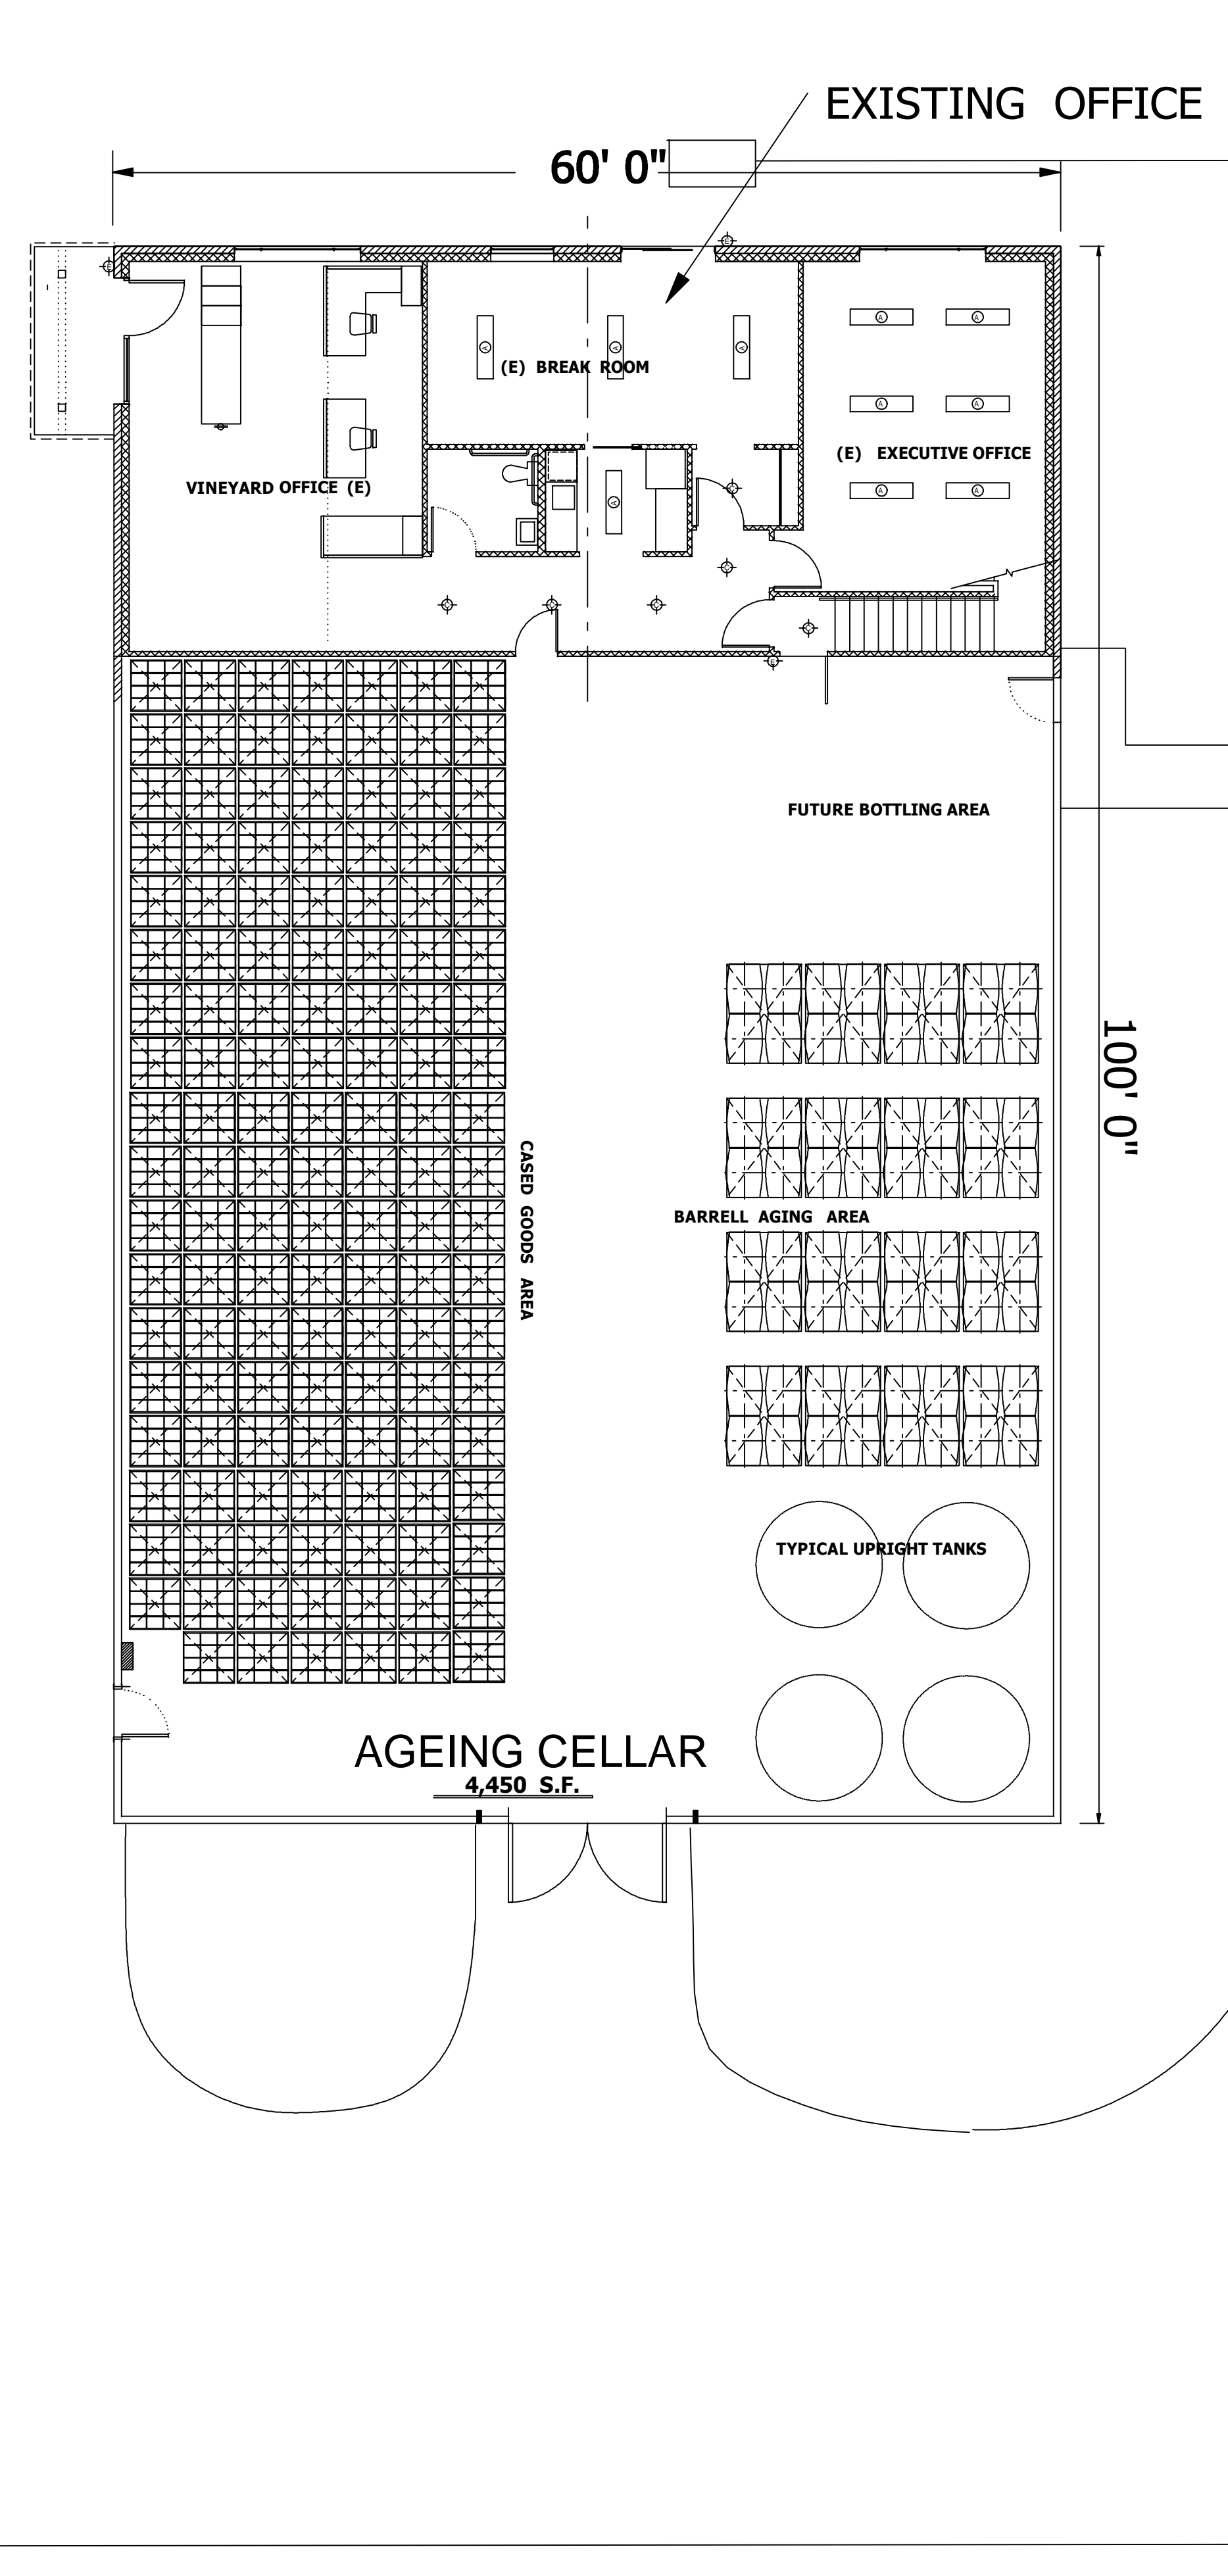 EXISTING OFFICE
60' 0"
E
E
A
A
A
A
A
(E) BREAK ROOM
A
A
(E) EXECUTIVE OFFICE
VINEYARD OFFICE (E)
A
A
A
E
FUTURE BOTTLING AREA
100' 0"
CASED GOODS AREA
BARRELL AGING AREA
TYPICAL UPRIGHT TANKS
AGEING CELLAR
4,450 S.F.